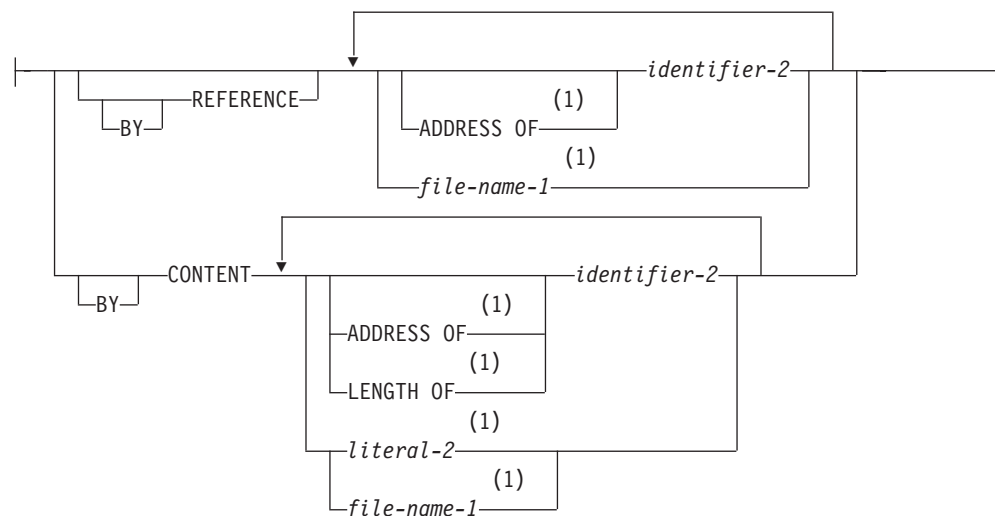 identifier-2
REFERENCE
(1)
BY
ADDRESS OF
(1)
file-name-1
CONTENT
identifier-2
BY
(1)
ADDRESS OF
(1)
LENGTH OF
(1)
literal-2
(1)
file-name-1